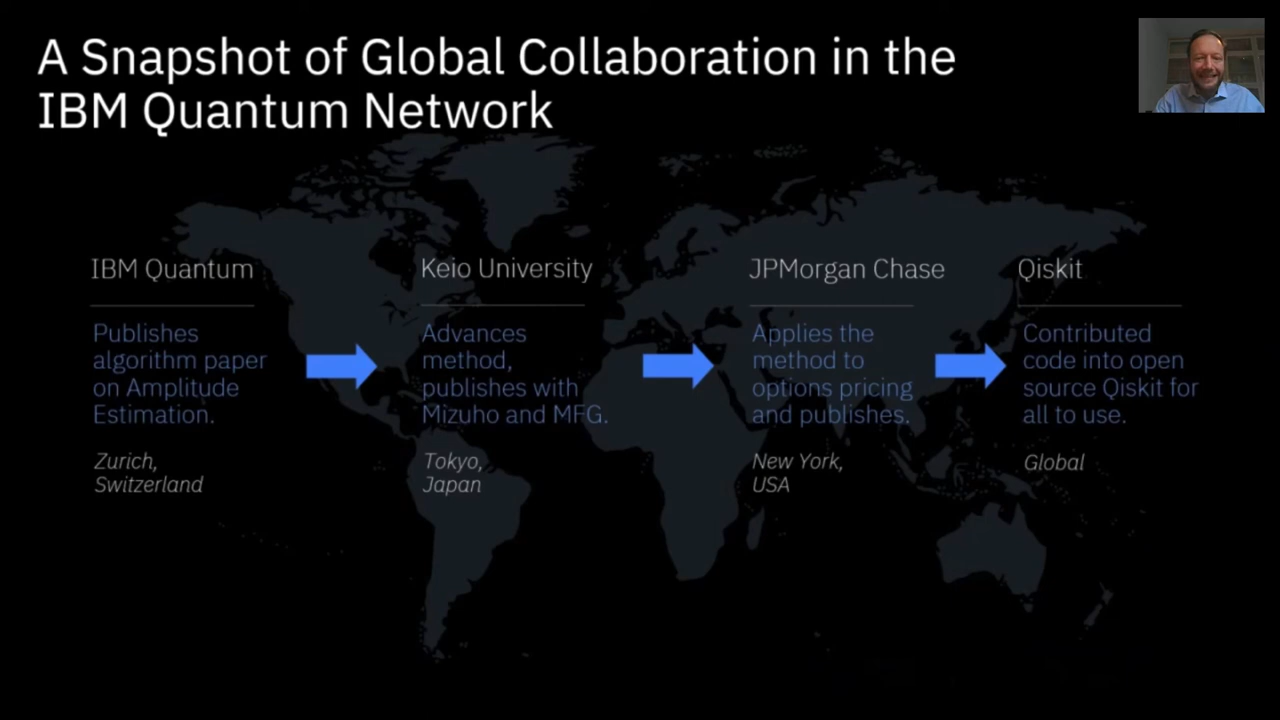 A Snapshot of Global Collaboration in the
IBM Quantum Network
IBM Quantum
Publishes
algorithm paper
on Amplitude
Estimation.
Zurich,
Switzerland
Keio University
Advances
method,
publishes with
Mizuho and MFG.
Tokyo,
Japan
JPMorgan Chase
Applies the
method to
options pricing
and publishes.
New York,
USA
Qiskit
Contributed
code into open
source Qiskit for
all to use.
Global